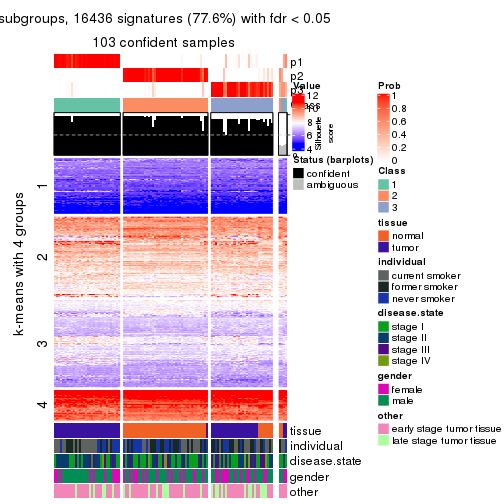 subgroups, 16436 signatures (77.6%) with fdr < 0.05
103 confident samples
p1
p2
p3
Class
Silhouette
score
k-means with 4 groups
1
2
3
4
tissue
individual
disease.state
gender
other
Value
12
10
8
6
4
Status (barplots)
confident
ambiguous
Prob
1
0.8
0.6
0.4
0.2
0
Class
1
2
3
tissue
normal
tumor
individual
current smoker
former smoker
never smoker
disease.state
stage I
stage II
stage III
stage IV
gender
female
male
other
early stage tumor tissue
late stage tumor tissue